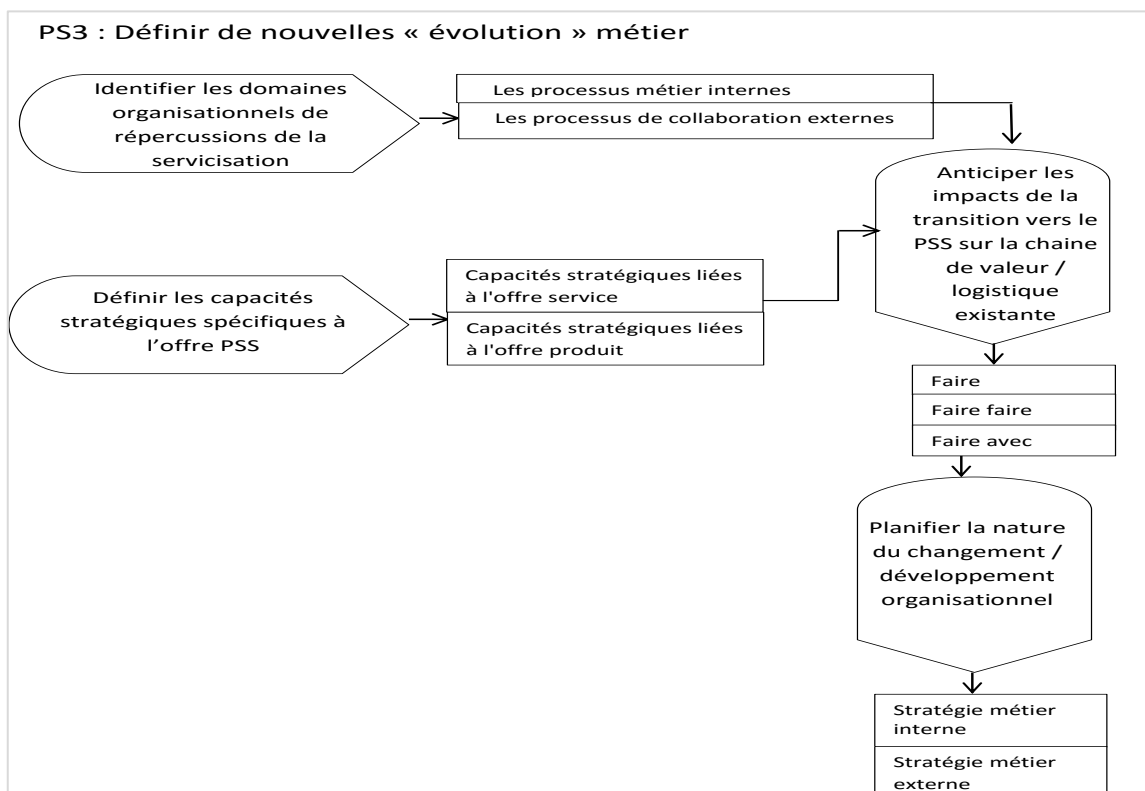 PS3 : Définir de nouvelles « évolution » métier
Identifier les domaines
organisationnels de
répercussions de la
servicisation
Les processus métier internes
Les processus de collaboration externes
Anticiper les
impacts de la
transition vers le
PSS sur la chaine
de valeur /
logistique
existante
Définir les capacités
stratégiques spécifiques à
l’offre PSS
Capacités stratégiques liées
à l'offre service
Capacités stratégiques liées
à l'offre produit
Faire
Faire faire
Faire avec
Planifier la nature
du changement /
développement
organisationnel
Stratégie métier
interne
Stratégie métier
externe